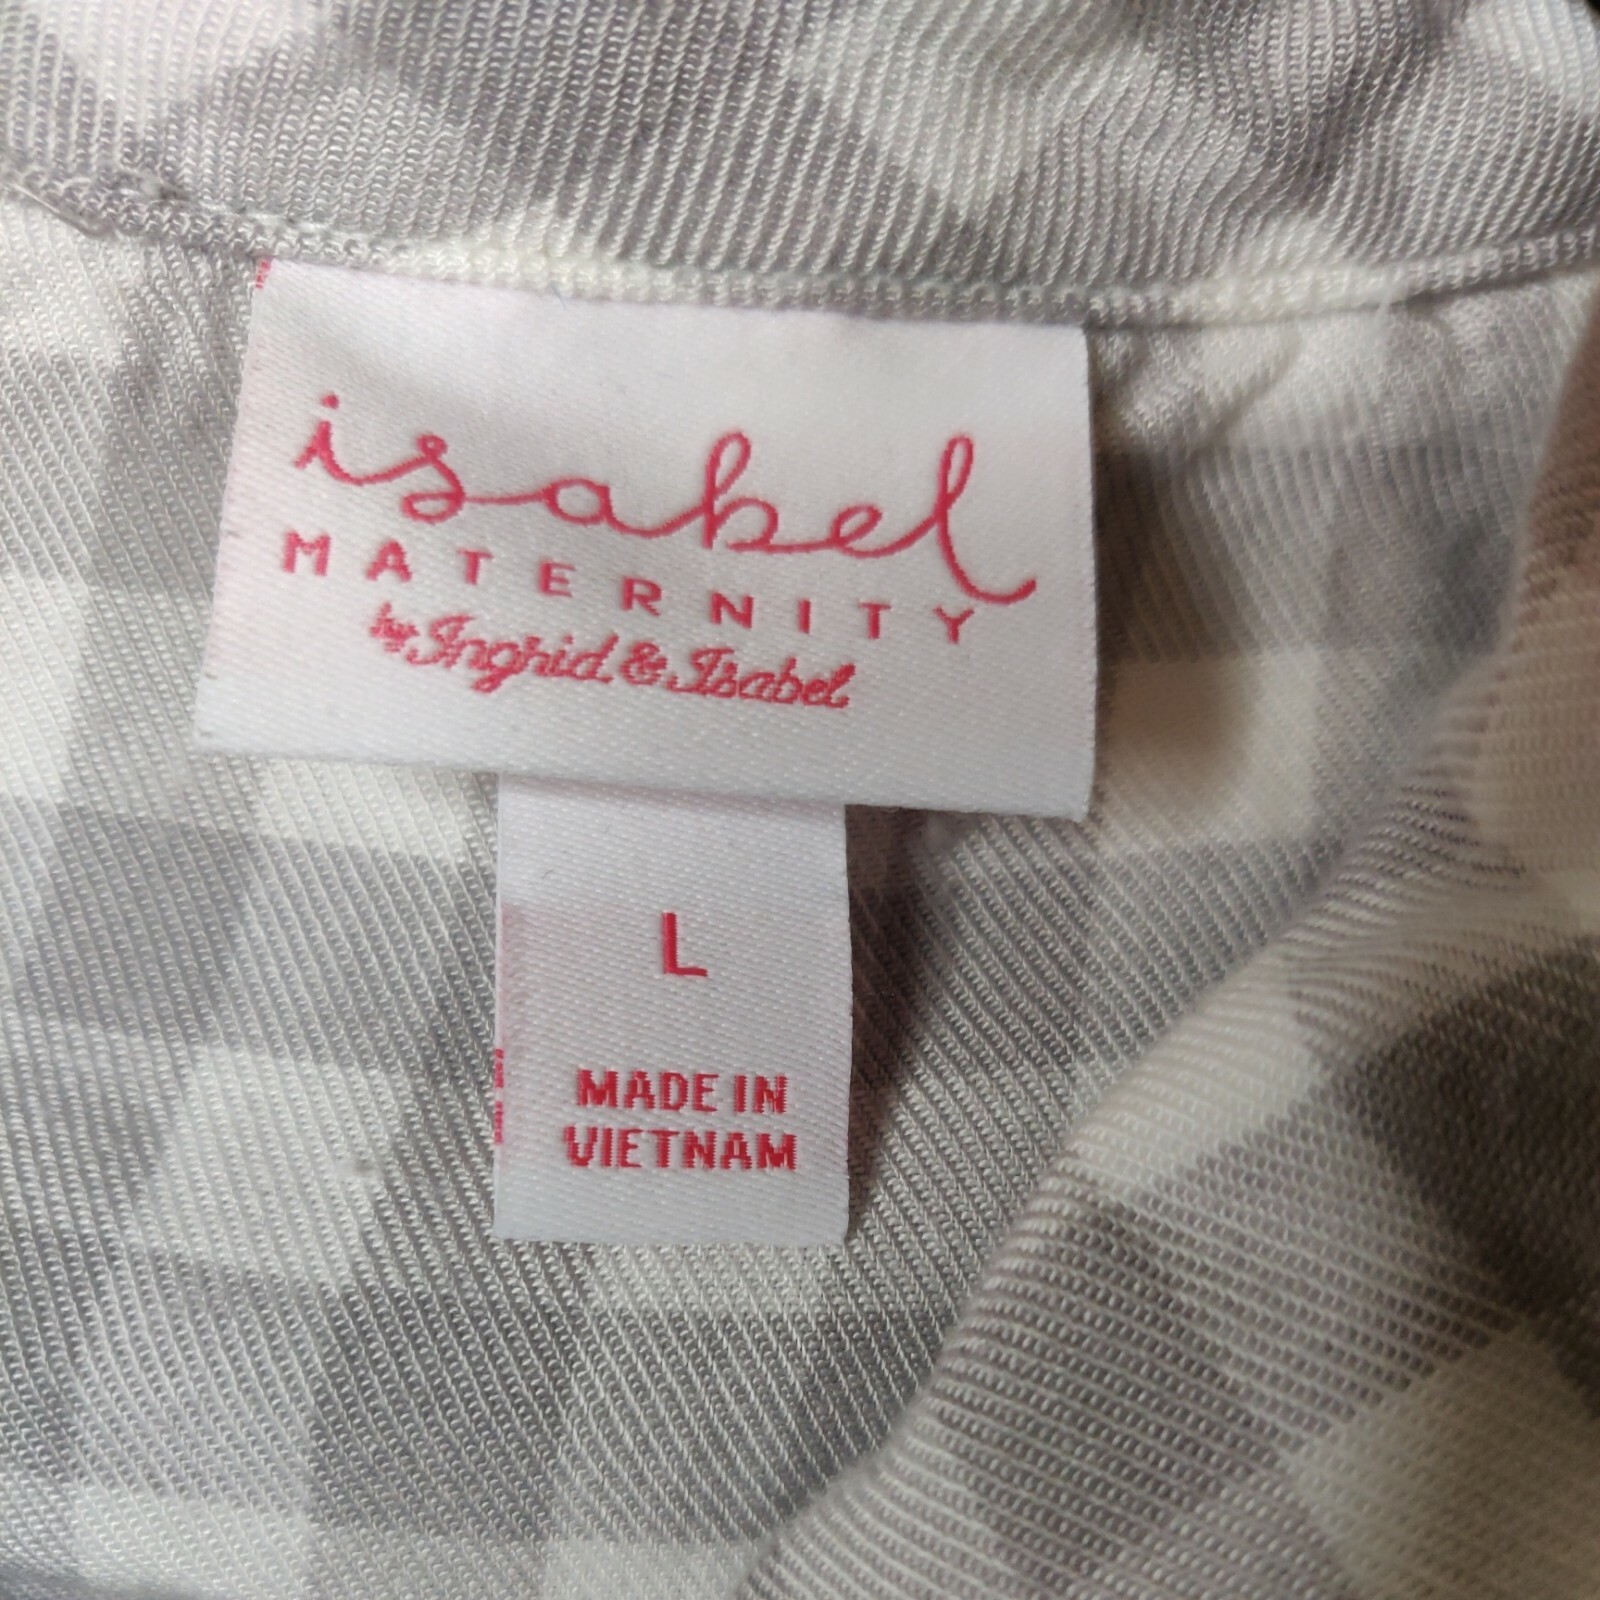 isabel
MATERNITY
by Ingrid & Isabel
L
MADE IN
VIETNAM